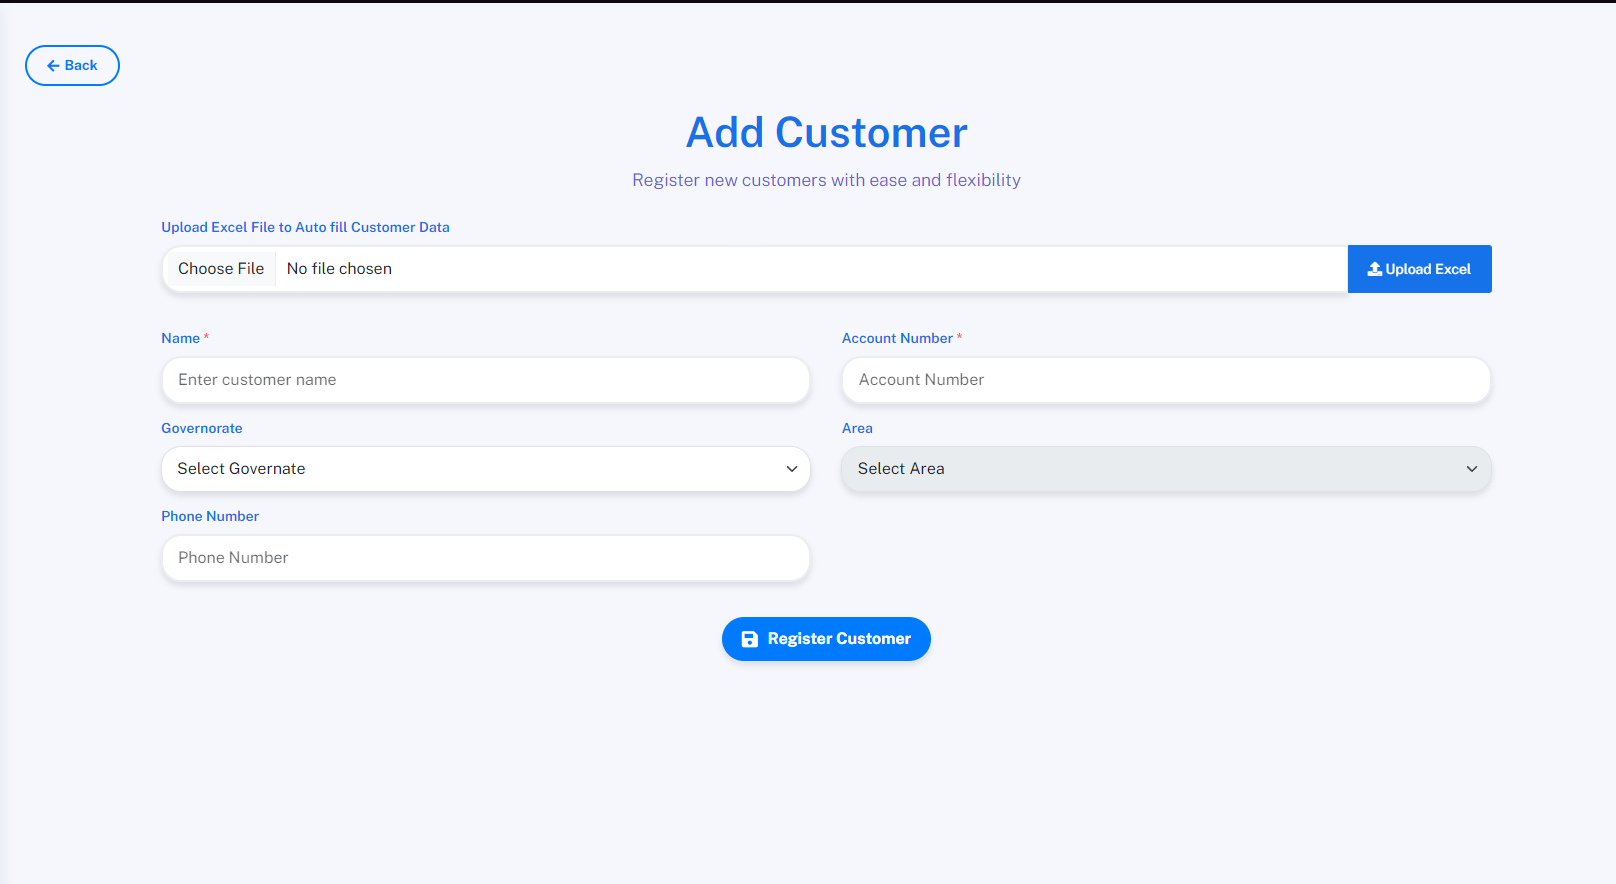 Back
Add Customer
Register new customers with ease and flexibility
Upload Excel File to Auto fill Customer Data
Choose File No file chosen Upload Excel
Name * Account Number *
Enter customer name Account Number
Governorate Area
Select Governate Select Area
Phone Number
Phone Number
Register Customer